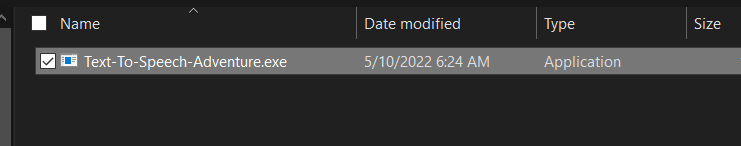 Name Date modified Type Size
Text-To-Speech-Adventure.exe 5/10/2022 6:24 AM Application